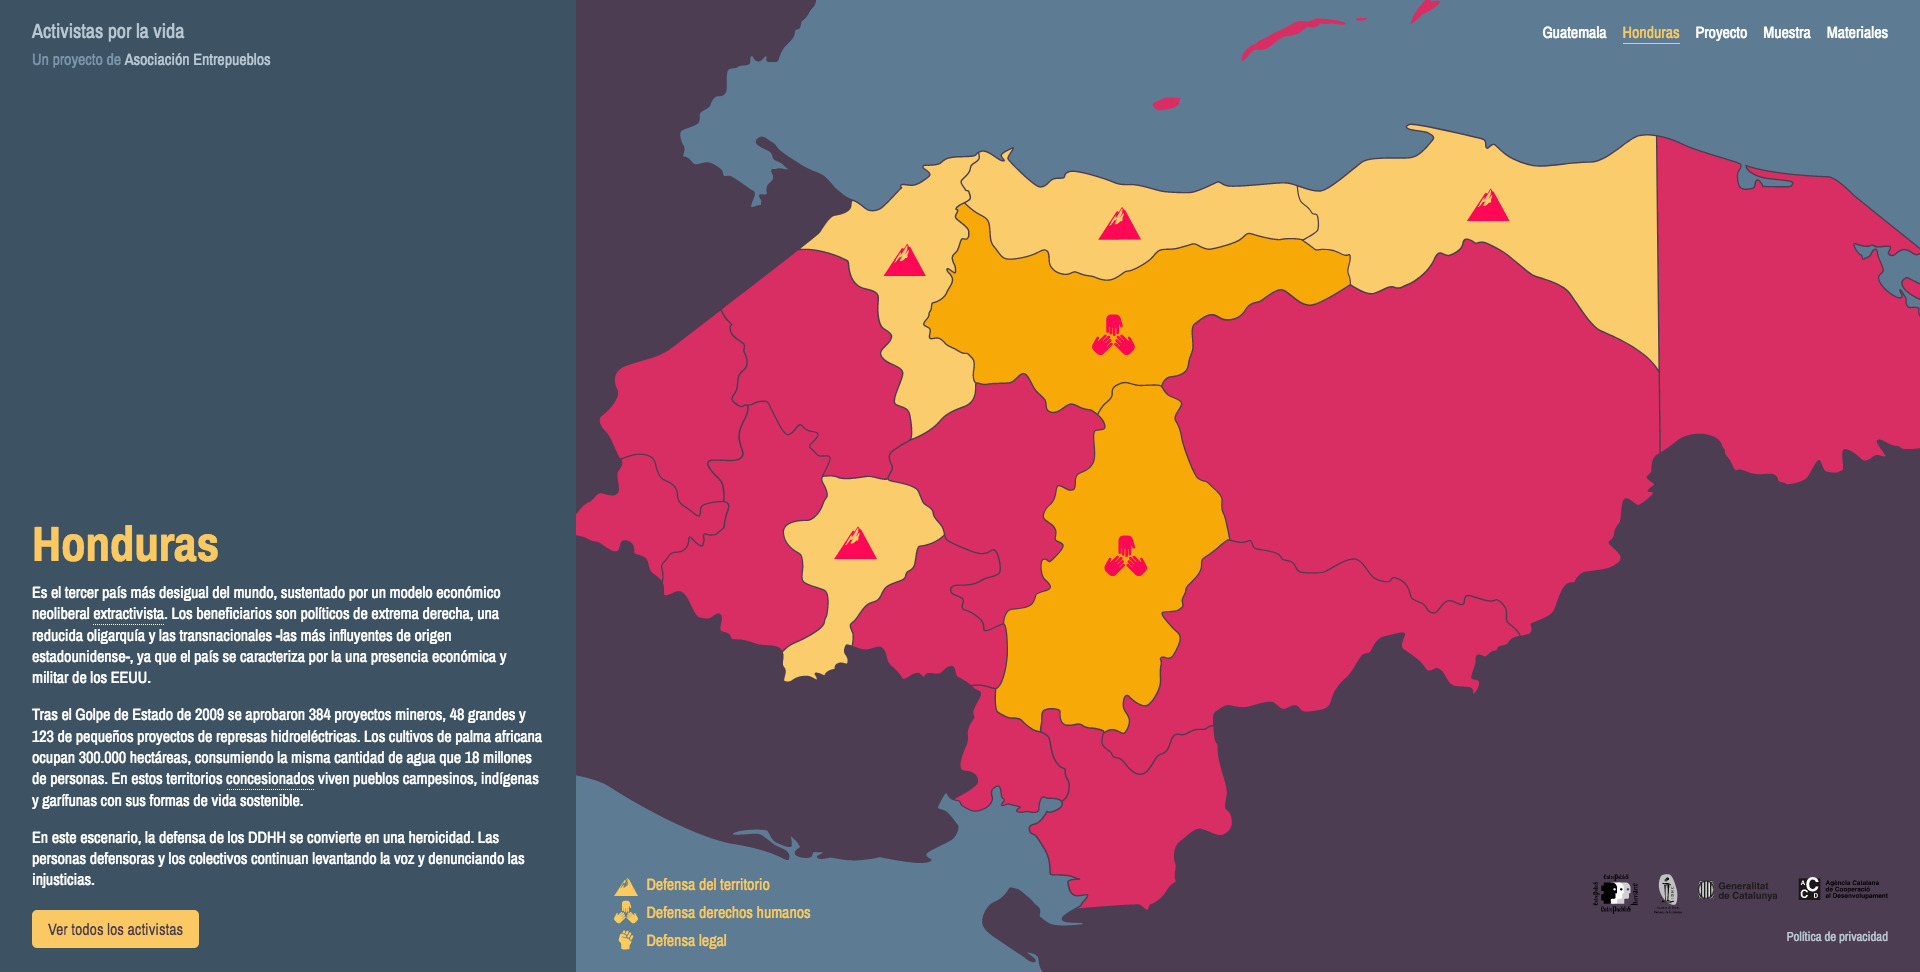 Activistas por la vida
Un proyecto de Asociación Entrepueblos
Guatemala
Honduras
Proyecto
Muestra
Materiales
Honduras
Es el tercer país más desigual del mundo, sustentado por un modelo económico
neoliberal extractivista. Los beneficiarios son políticos de extrema derecha, una
reducida oligarquía y las transnacionales -las más influyentes de origen
estadounidense-, ya que el país se caracteriza por la una presencia económica y
militar de los EEUU.
Tras el Golpe de Estado de 2009 se aprobaron 384 proyectos mineros, 48 grandes y
123 de pequeños proyectos de represas hidroeléctricas. Los cultivos de palma africana
ocupan 300.000 hectáreas, consumiendo la misma cantidad de agua que 18 millones
de personas. En estos territorios concesionados viven pueblos campesinos, indígenas
y garífunas con sus formas de vida sostenible.
En este escenario, la defensa de los DDHH se convierte en una heroicidad. Las
personas defensoras y los colectivos continuan levantando la voz y denunciando las
injusticias.
Ver todos los activistas
Defensa del territorio
Defensa derechos humanos
Defensa legal
Generalitat
de Catalunya
Agència Catalana
de Cooperació
al Desenvolupament
Política de privacidad